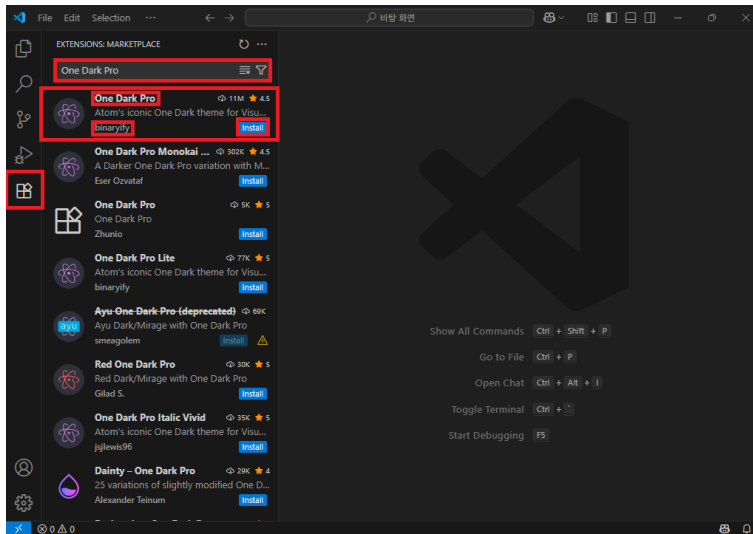 File Edit Selection ···
바탕 화면
EXTENSIONS: MARKETPLACE
One Dark Pro
One Dark Pro 11M 4.5
Atom's iconic One Dark theme for Visu...
binaryify Install
One Dark Pro Monokai ... 302K 4.5
A Darker One Dark Pro variation with M...
Eser Ozvataf Install
One Dark Pro 5K 5
One Dark Pro
Zhunio Install
One Dark Pro Lite 77K 5
Atom's iconic One Dark theme for Visu...
binaryify Install
Ayu One Dark Pro (deprecated) 69K
ayu
Ayu Dark/Mirage with One Dark Pro
smeagolem Install
Red One Dark Pro 30K 5
Red Dark/Mirage with One Dark Pro
Gilad S. Install
One Dark Pro Italic Vivid 35K 5
Atom's iconic One Dark theme for Visu...
jsjlewis96 Install
Dainty – One Dark Pro 29K 4
25 variations of slightly modified One D...
Alexander Teinum Install
Show All Commands Ctrl + Shift + P
Go to File Ctrl + P
Open Chat Ctrl + Alt + I
Toggle Terminal Ctrl + `
Start Debugging F5
0 0